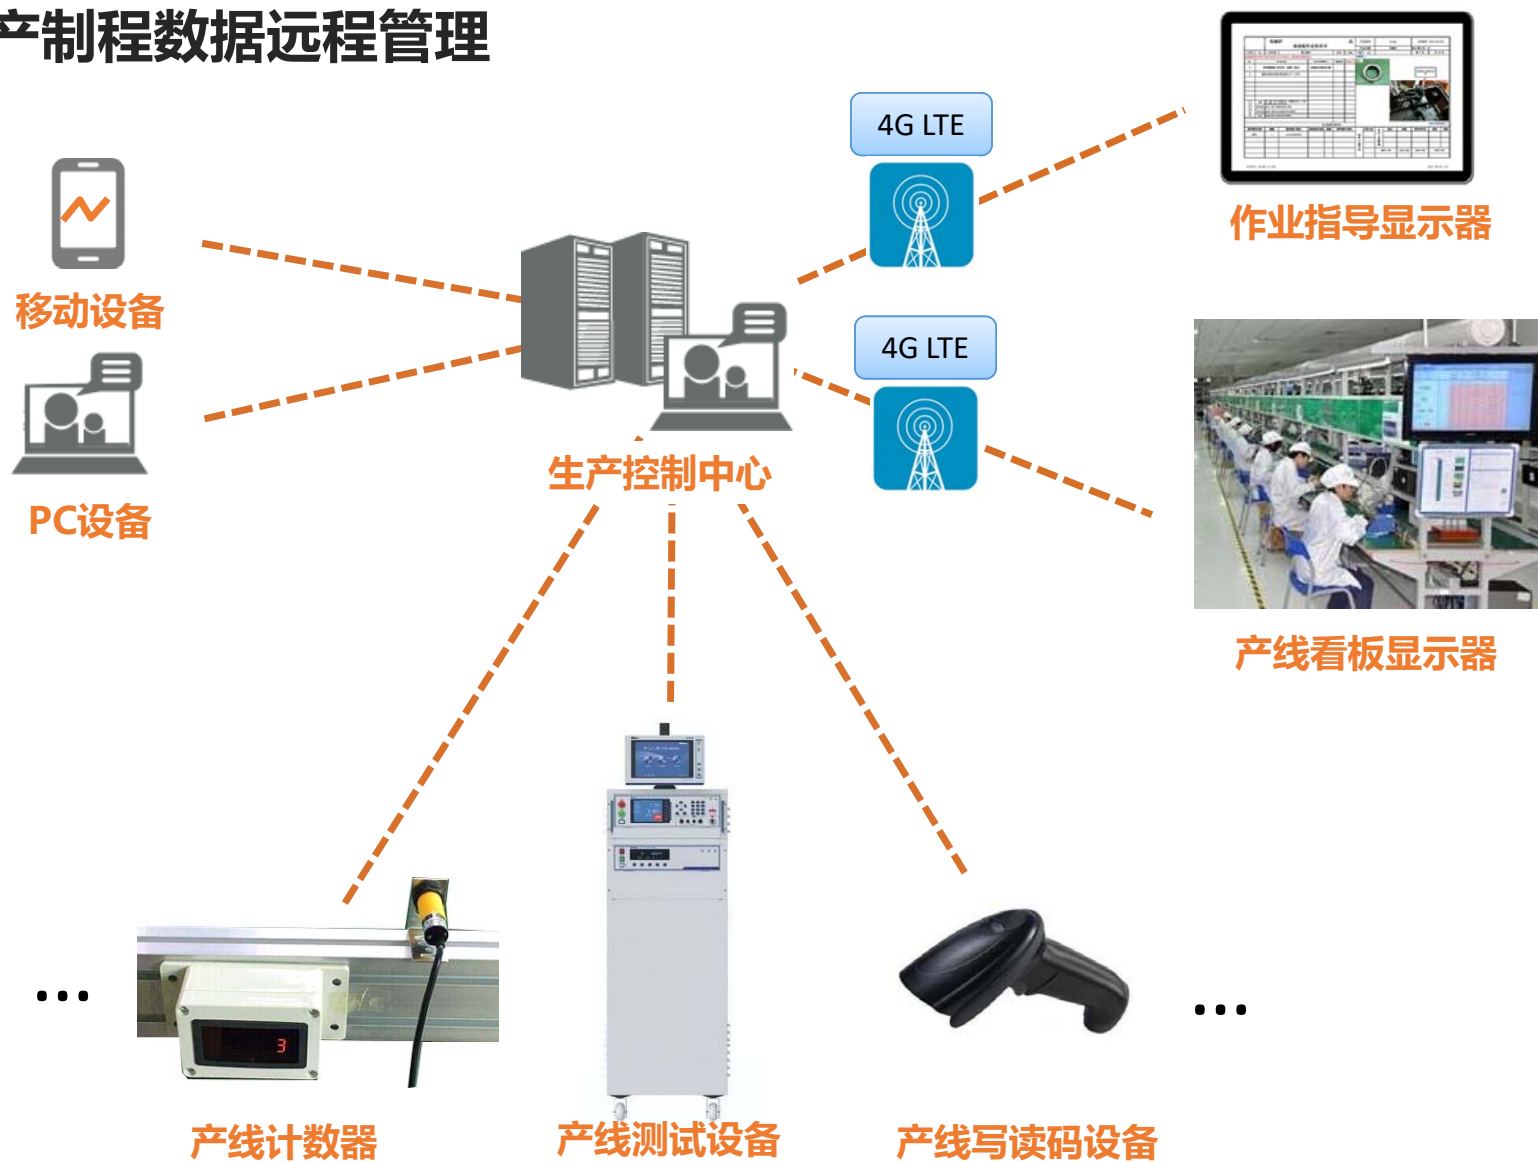 产制程数据远程管理
4G LTE
作业指导显示器
移动设备
4G LTE
生产控制中心
PC设备
产线看板显示器
3
...
...
产线计数器
产线测试设备
产线写读码设备